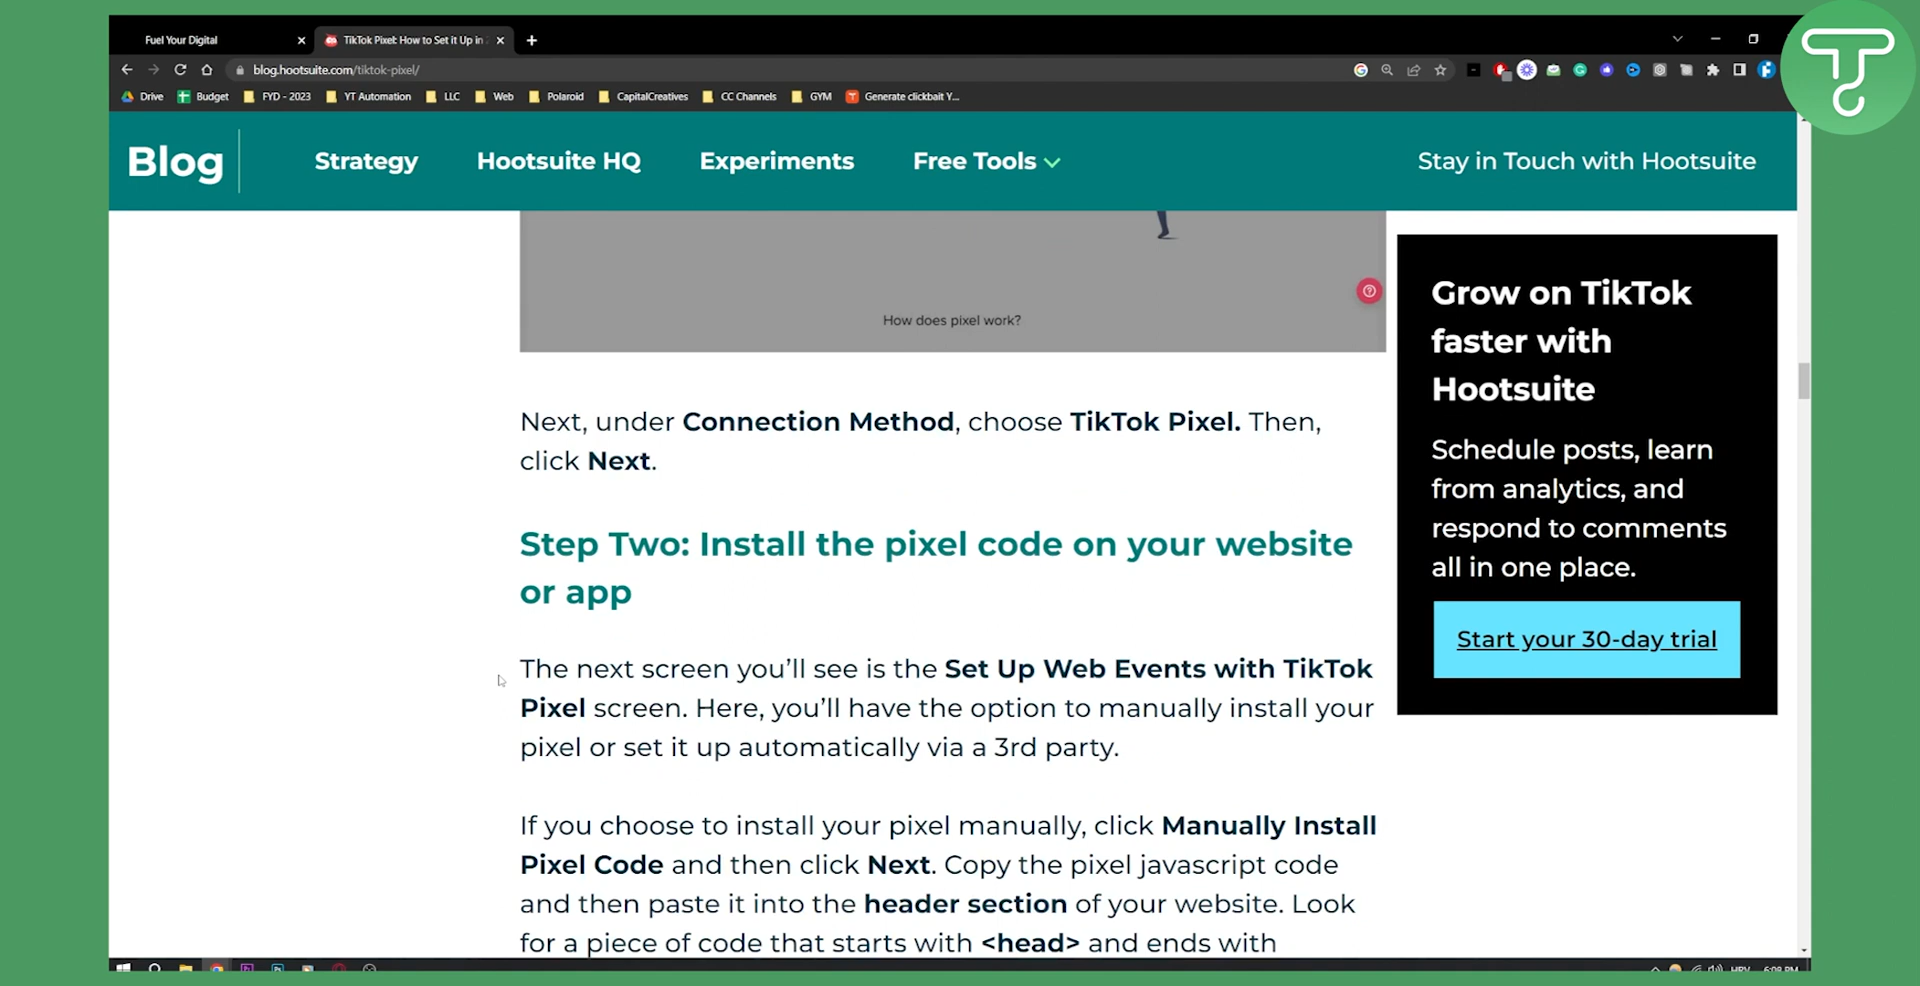 Fuel Your Digital
TikTok Pixel: How to Set it Up in
blog.hootsuite.com/tiktok-pixel/
Drive Budget FYD - 2023 YT Automation LLC Web Polaroid CapitalCreatives CC Channels GYM Generate clickbait Y...
Blog Strategy Hootsuite HQ Experiments Free Tools Stay in Touch with Hootsuite
How does pixel work?
Next, under Connection Method, choose TikTok Pixel. Then,
click Next.
Step Two: Install the pixel code on your website
or app
The next screen you'll see is the Set Up Web Events with TikTok
Pixel screen. Here, you'll have the option to manually install your
pixel or set it up automatically via a 3rd party.
If you choose to install your pixel manually, click Manually Install
Pixel Code and then click Next. Copy the pixel javascript code
and then paste it into the header section of your website. Look
for a piece of code that starts with <head> and ends with
Grow on TikTok
faster with
Hootsuite
Schedule posts, learn
from analytics, and
respond to comments
all in one place.
Start your 30-day trial
HRV 6:08 PM